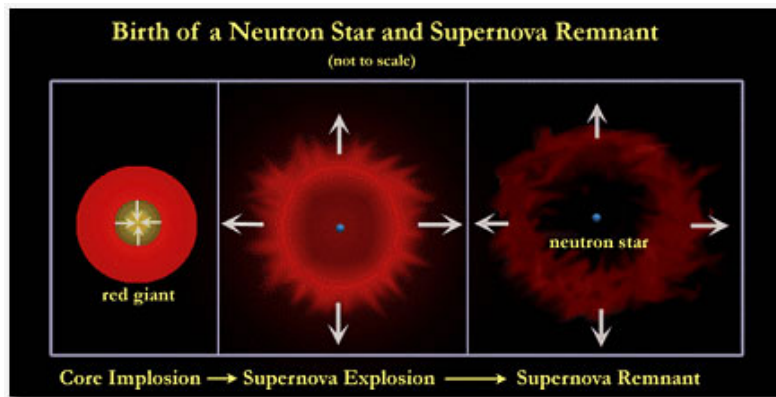 Birth of a Neutron Star and Supernova Remnant
(not to scale)
red giant
neutron star
Core Implosion → Supernova Explosion → Supernova Remnant